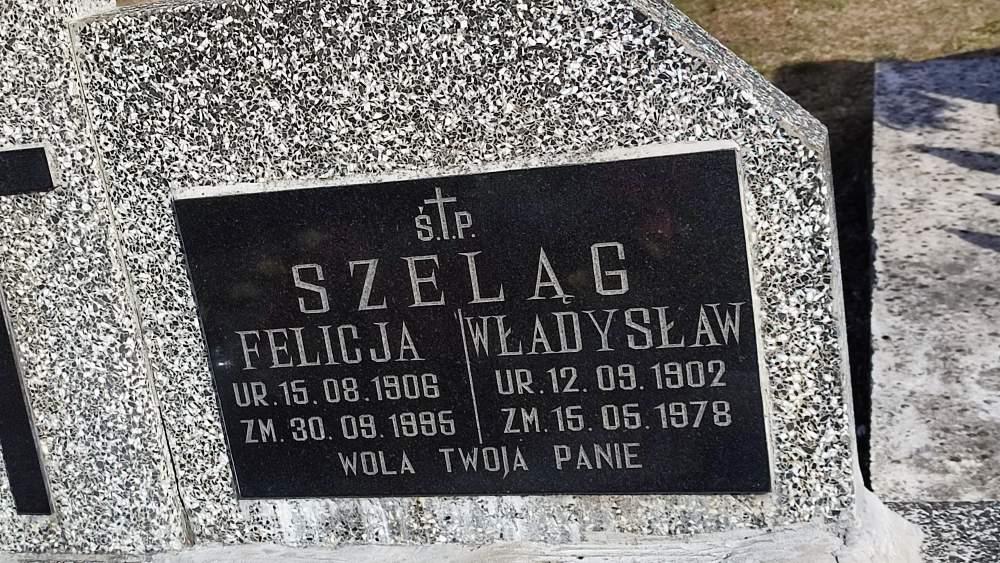 Ś.†P.
SZELĄG
FELICJA WŁADYSŁAW
UR. 15. 08. 1906 UR. 12. 09. 1902
ZM. 30. 09. 1995 ZM. 15. 05. 1978
WOLA TWOJA PANIE